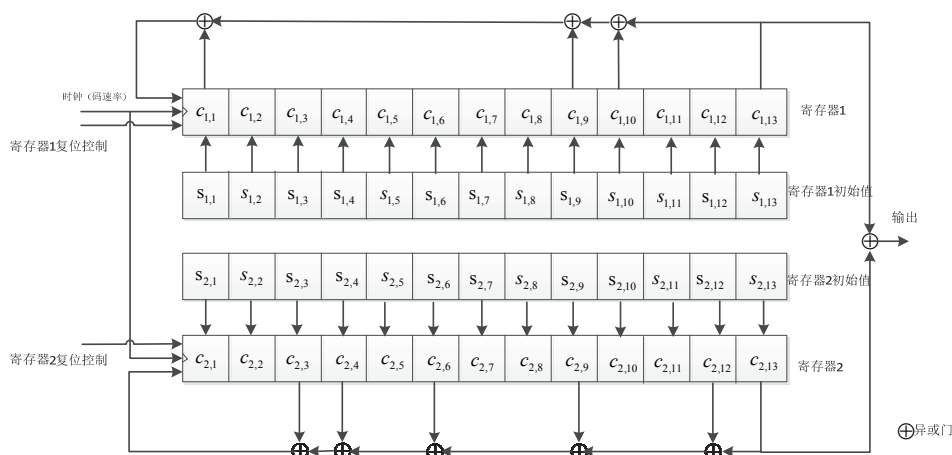 时钟（码速率）
c1,1 c1,2 c1,3 c1,4 c1,5 c1,6 c1,7 c1,8 c1,9 c1,10 c1,11 c1,12 c1,13
寄存器1
寄存器1复位控制
s1,1 s1,2 s1,3 s1,4 s1,5 s1,6 s1,7 s1,8 s1,9 s1,10 s1,11 s1,12 s1,13
寄存器1初始值
输出
s2,1 s2,2 s2,3 s2,4 s2,5 s2,6 s2,7 s2,8 s2,9 s2,10 s2,11 s2,12 s2,13
寄存器2初始值
寄存器2复位控制
c2,1 c2,2 c2,3 c2,4 c2,5 c2,6 c2,7 c2,8 c2,9 c2,10 c2,11 c2,12 c2,13
寄存器2
异或门